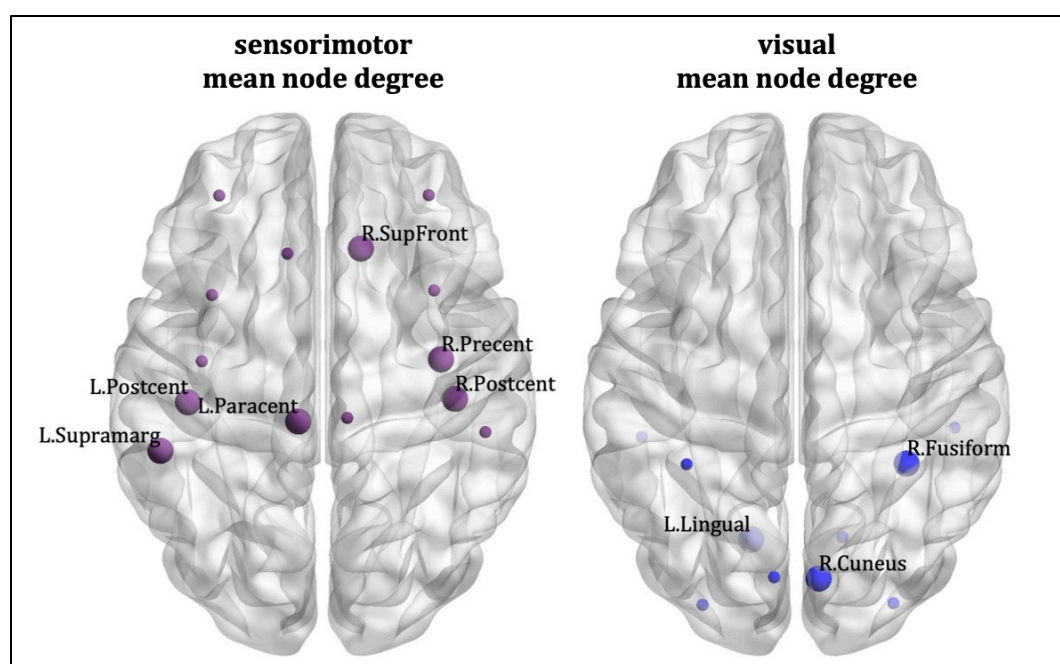 sensorimotor
mean node degree
R.SupFront
R.Precent
L.Postcent
R.Postcent
L.Paracent
L.Supramarg
visual
mean node degree
R.Fusiform
L.Lingual
R.Cuneus